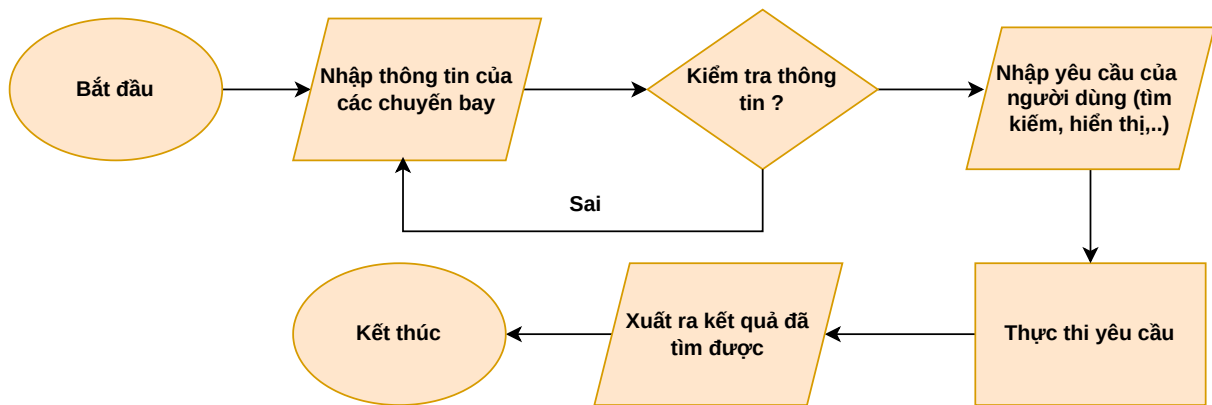 Bắt đầu
Nhập thông tin của
các chuyến bay
Kiểm tra thông
tin ?
Nhập yêu cầu của
người dùng (tìm
kiếm, hiển thị,..)
Sai
Kết thúc
Xuất ra kết quả đã
tìm được
Thực thi yêu cầu